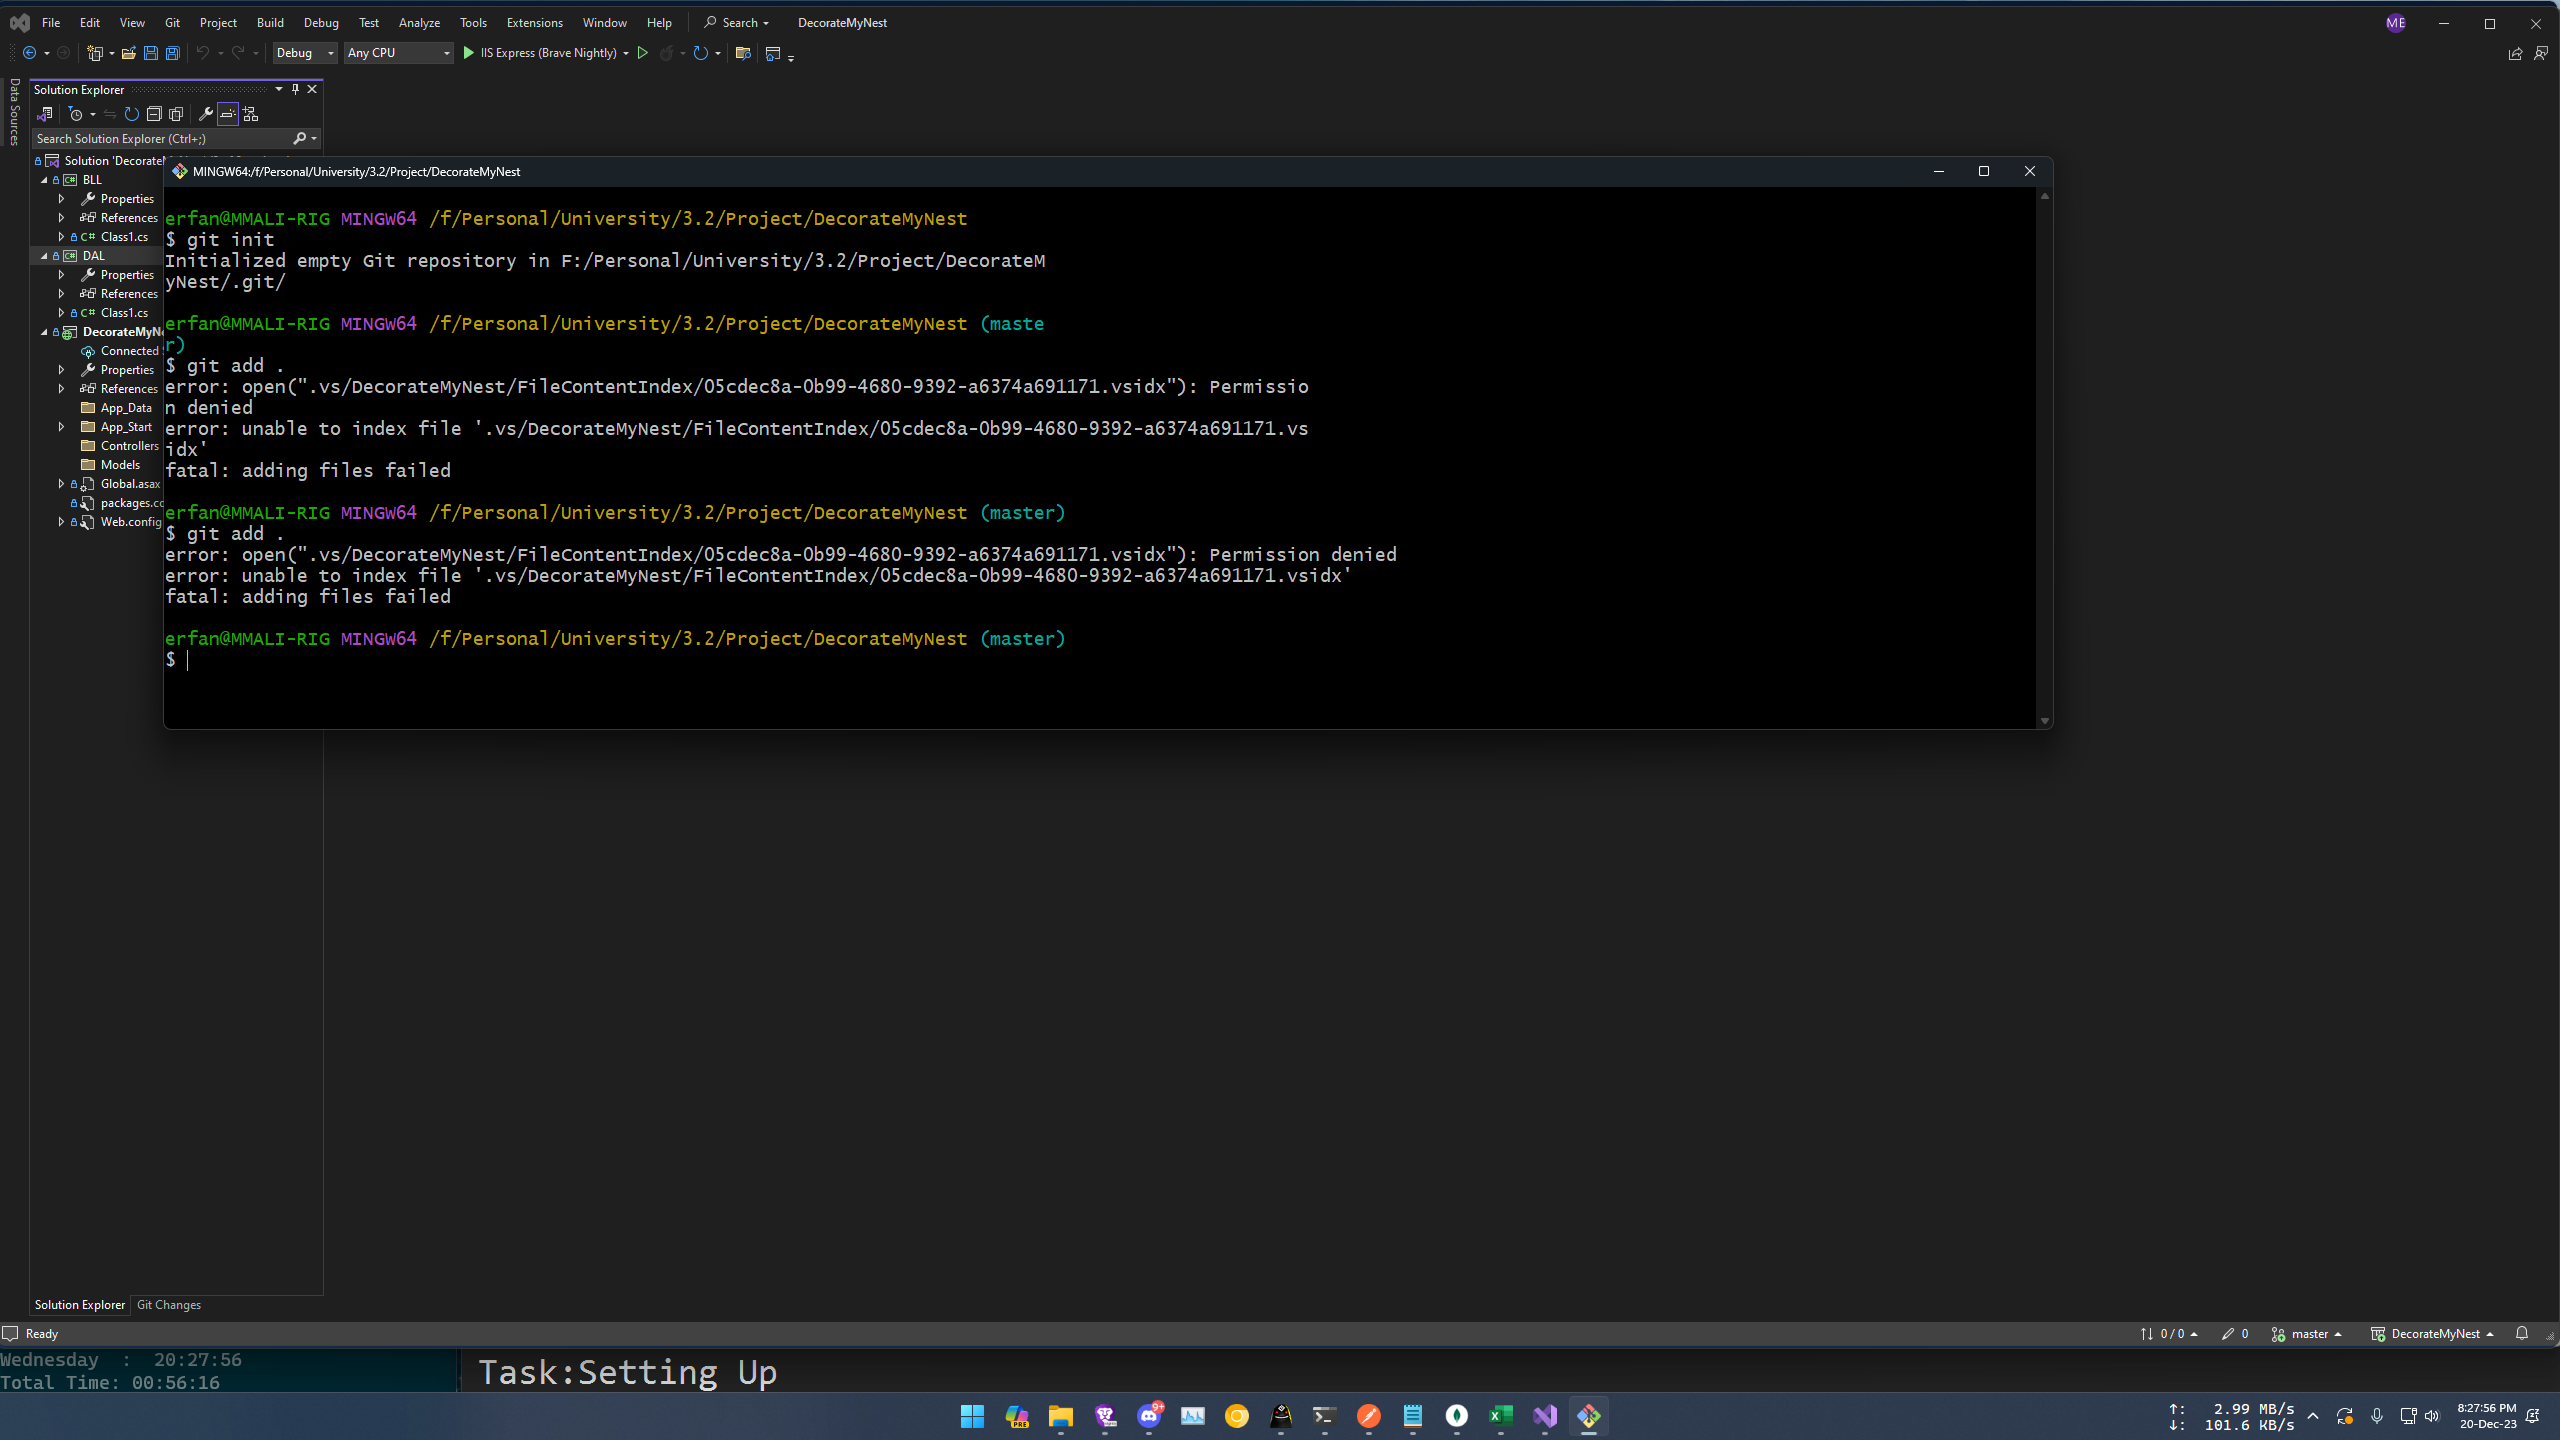 File Edit View Git Project Build Debug Test Analyze Tools Extensions Window Help Search DecorateMyNest ME
Debug Any CPU IIS Express (Brave Nightly)
Data Sources
Solution Explorer
Search Solution Explorer (Ctrl+;)
Solution 'Decorate
BLL
Properties
References
C# Class1.cs
DAL
Properties
References
C# Class1.cs
DecorateMyN
Connected
Properties
References
App_Data
App_Start
Controllers
Models
Global.asax
packages.co
Web.config
MINGW64:/f/Personal/University/3.2/Project/DecorateMyNest
erfan@MMALI-RIG MINGW64 /f/Personal/University/3.2/Project/DecorateMyNest
$ git init
Initialized empty Git repository in F:/Personal/University/3.2/Project/DecorateM
yNest/.git/
erfan@MMALI-RIG MINGW64 /f/Personal/University/3.2/Project/DecorateMyNest (maste
r)
$ git add .
error: open(".vs/DecorateMyNest/FileContentIndex/05cdec8a-0b99-4680-9392-a6374a691171.vsidx"): Permissio
n denied
error: unable to index file '.vs/DecorateMyNest/FileContentIndex/05cdec8a-0b99-4680-9392-a6374a691171.vs
idx'
fatal: adding files failed
erfan@MMALI-RIG MINGW64 /f/Personal/University/3.2/Project/DecorateMyNest (master)
$ git add .
error: open(".vs/DecorateMyNest/FileContentIndex/05cdec8a-0b99-4680-9392-a6374a691171.vsidx"): Permission denied
error: unable to index file '.vs/DecorateMyNest/FileContentIndex/05cdec8a-0b99-4680-9392-a6374a691171.vsidx'
fatal: adding files failed
erfan@MMALI-RIG MINGW64 /f/Personal/University/3.2/Project/DecorateMyNest (master)
$
Solution Explorer Git Changes
Ready 0 / 0 0 master DecorateMyNest
Wednesday : 20:27:56
Total Time: 00:56:16
Task:Setting Up
PRE
9+
↑: 2.99 MB/s
↓: 101.6 KB/s
8:27:56 PM
20-Dec-23